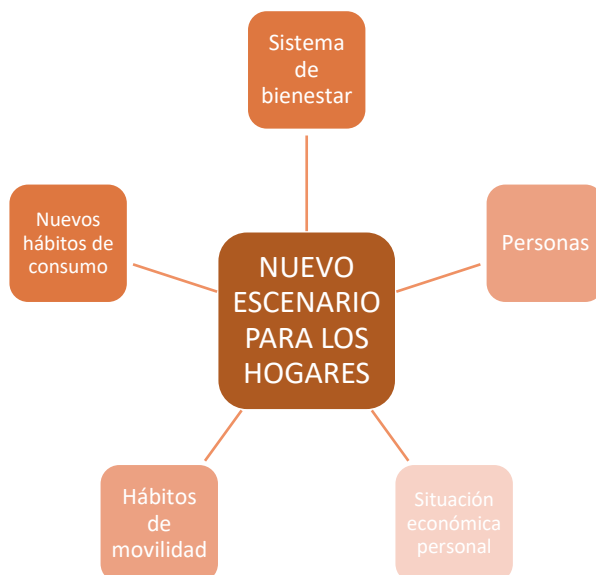 Sistema
de
bienestar
Nuevos
hábitos de
consumo
Personas
NUEVO
ESCENARIO
PARA LOS
HOGARES
Hábitos
de
movilidad
Situación
económica
personal